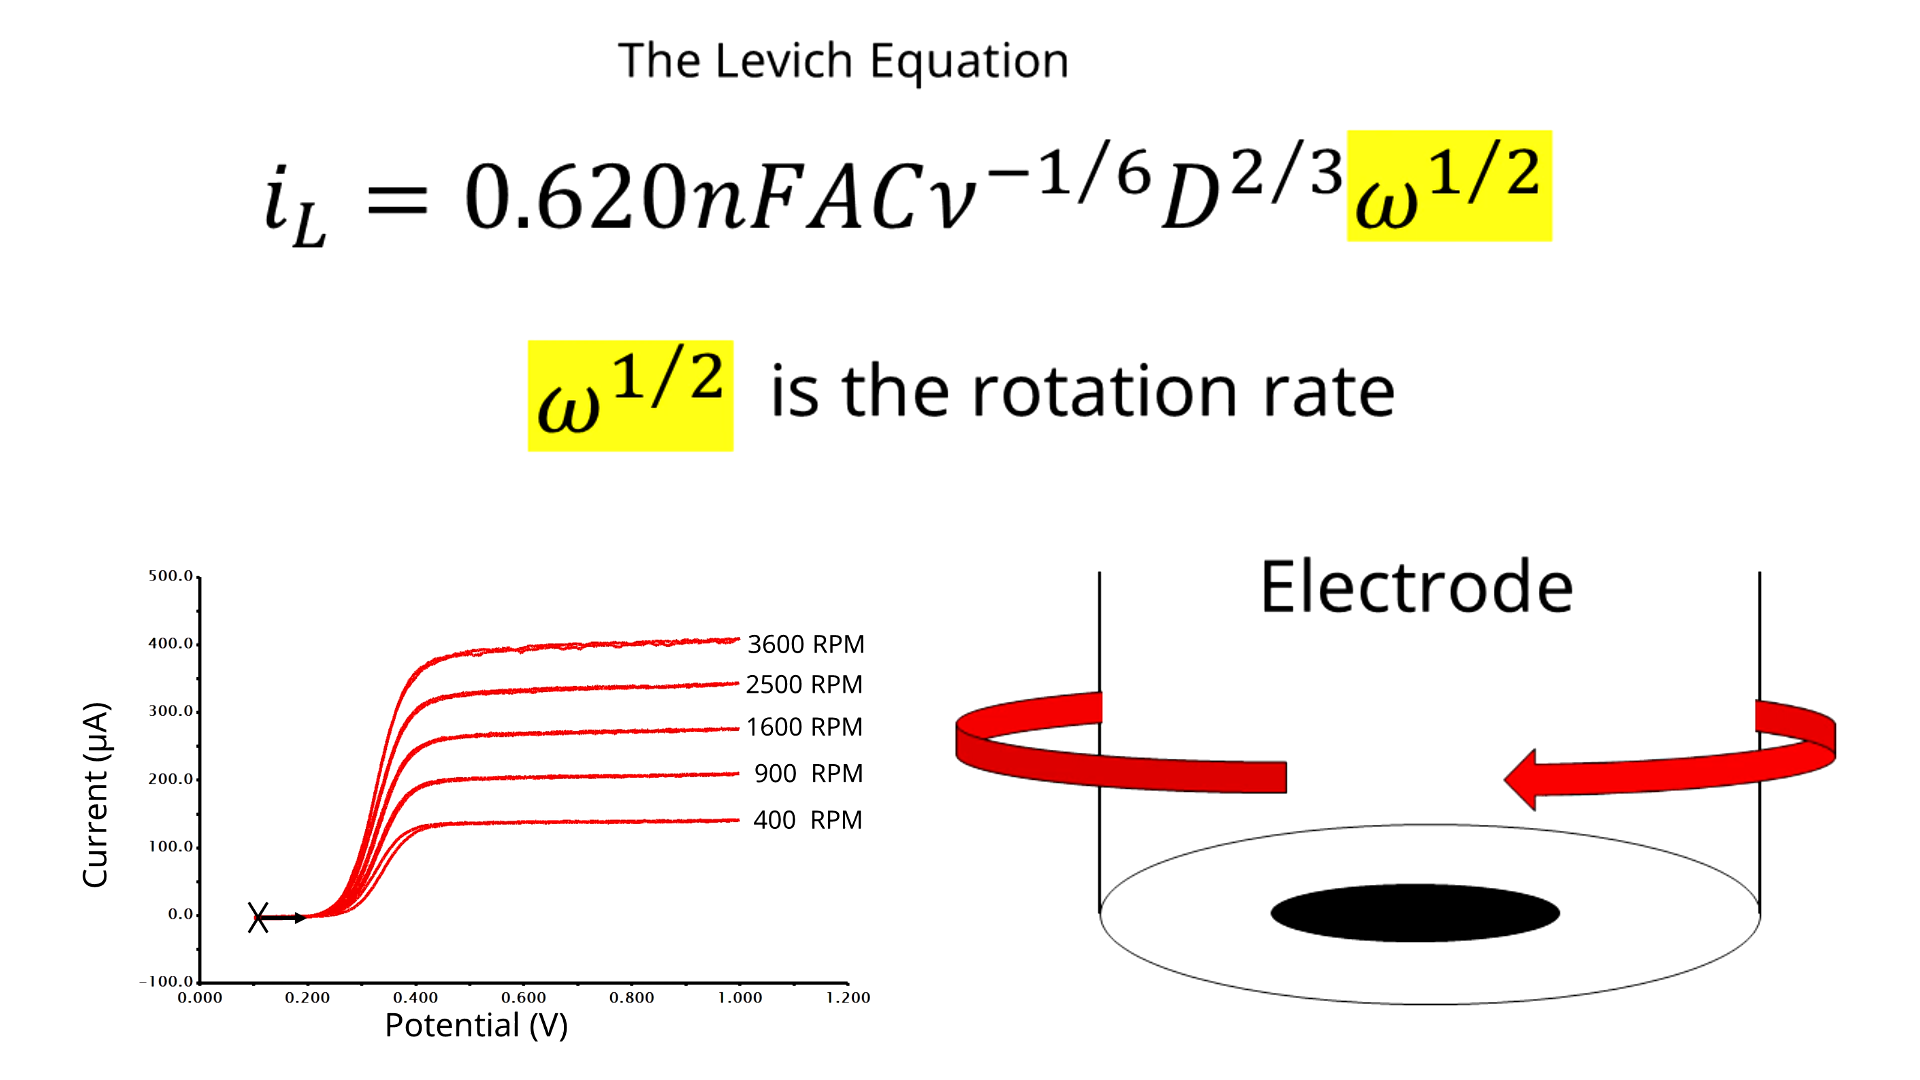 The Levich Equation
i_L = 0.620nFACν^{−1/6}D^{2/3}ω^{1/2}
ω^{1/2} is the rotation rate
Electrode
500.0
400.0
300.0
200.0
100.0
0.0
−100.0
3600 RPM
2500 RPM
1600 RPM
900 RPM
400 RPM
Current (µA)
0.000 0.200 0.400 0.600 0.800 1.000 1.200
Potential (V)